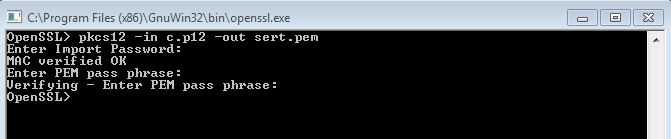 C:\Program Files (x86)\GnuWin32\bin\openssl.exe
OpenSSL> pkcs12 -in c.p12 -out sert.pem
Enter Import Password:
MAC verified OK
Enter PEM pass phrase:
Verifying - Enter PEM pass phrase:
OpenSSL>